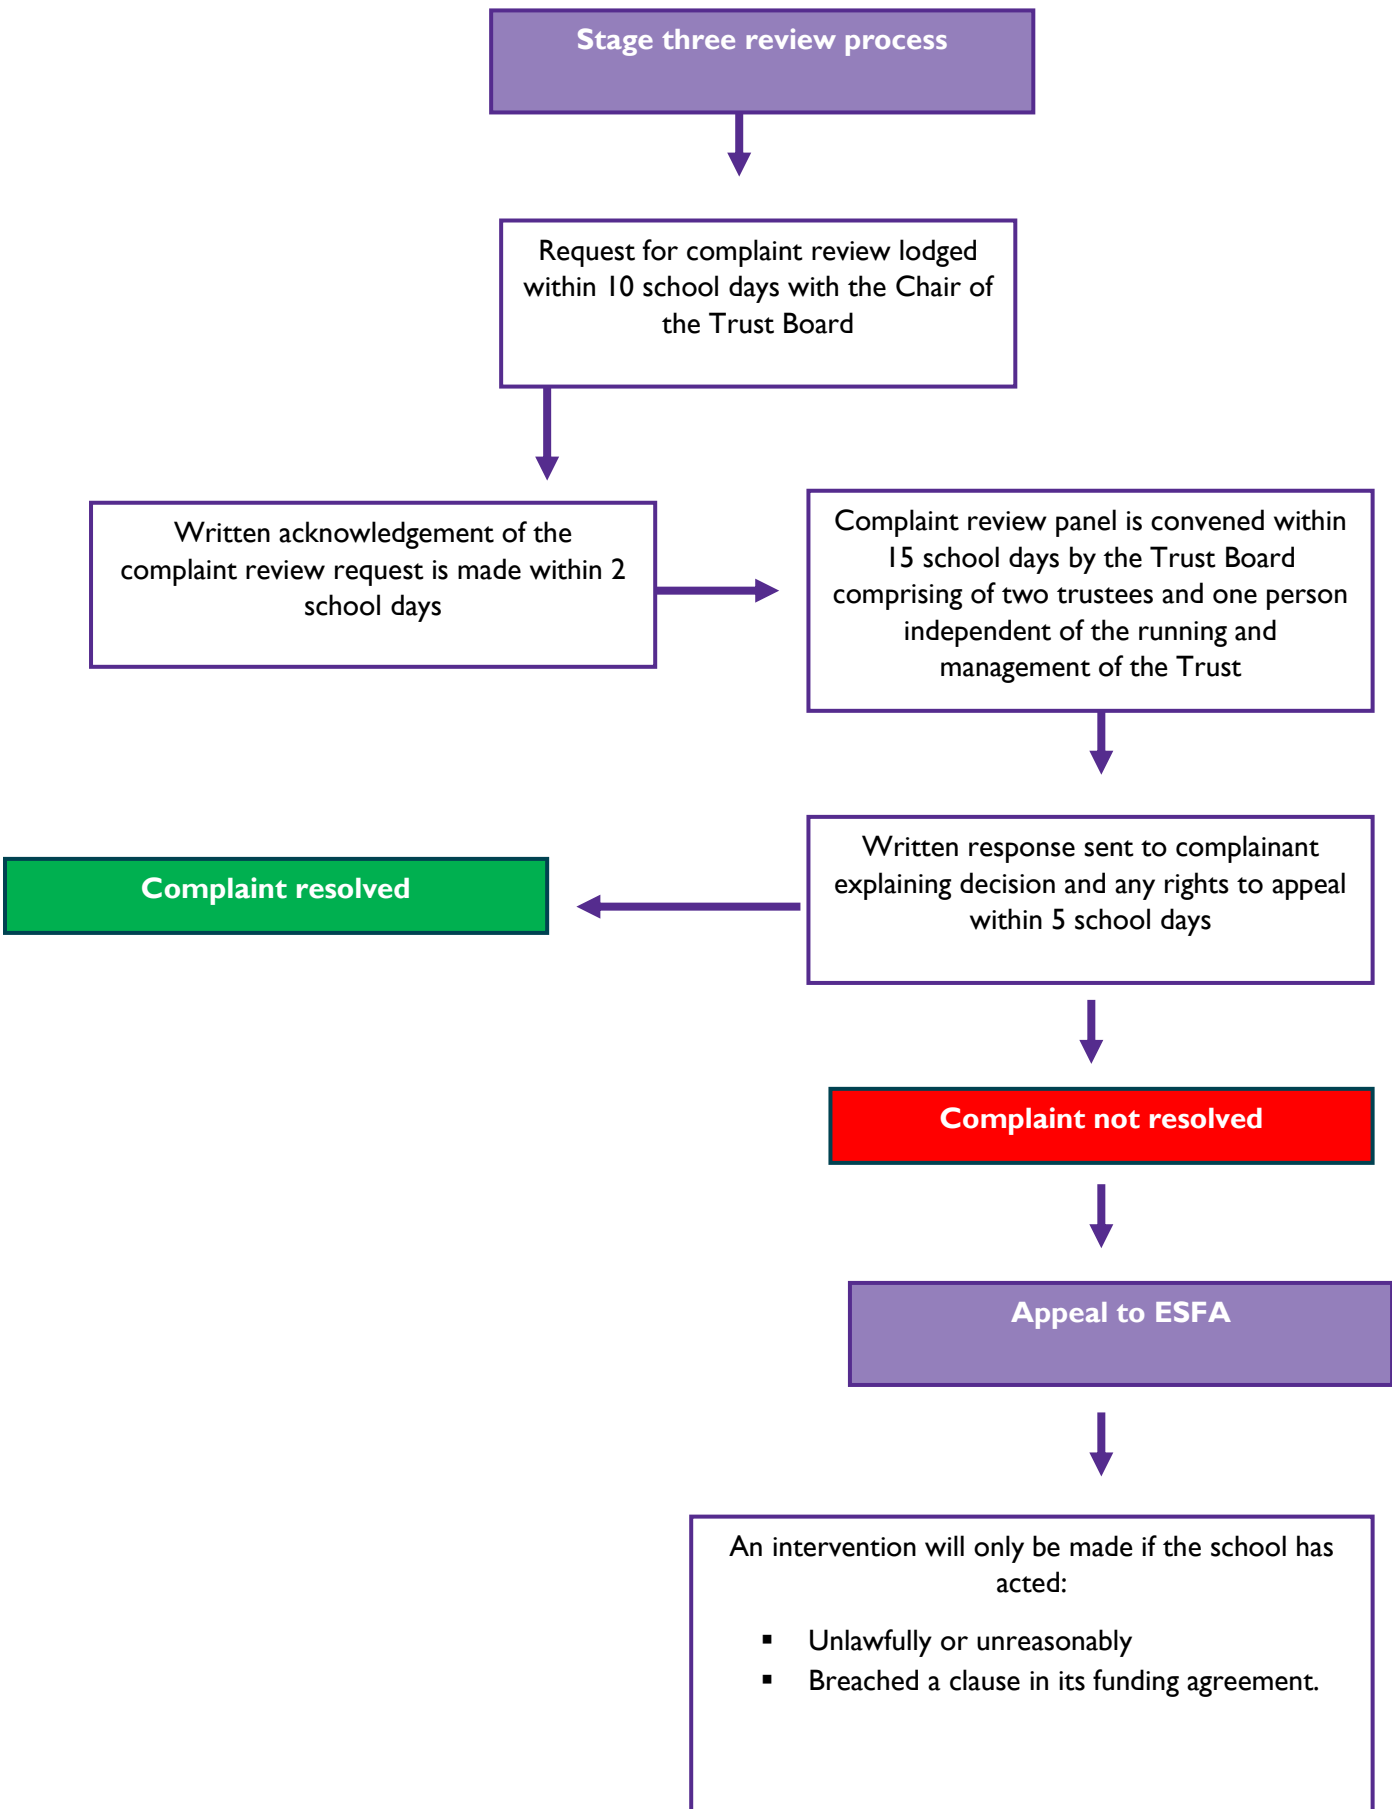 Stage three review process
Request for complaint review lodged
within 10 school days with the Chair of
the Trust Board
Written acknowledgement of the
complaint review request is made within 2
school days
Complaint review panel is convened within
15 school days by the Trust Board
comprising of two trustees and one person
independent of the running and
management of the Trust
Written response sent to complainant
explaining decision and any rights to appeal
within 5 school days
Complaint resolved
Complaint not resolved
Appeal to ESFA
An intervention will only be made if the school has
acted:
▪ Unlawfully or unreasonably
▪ Breached a clause in its funding agreement.